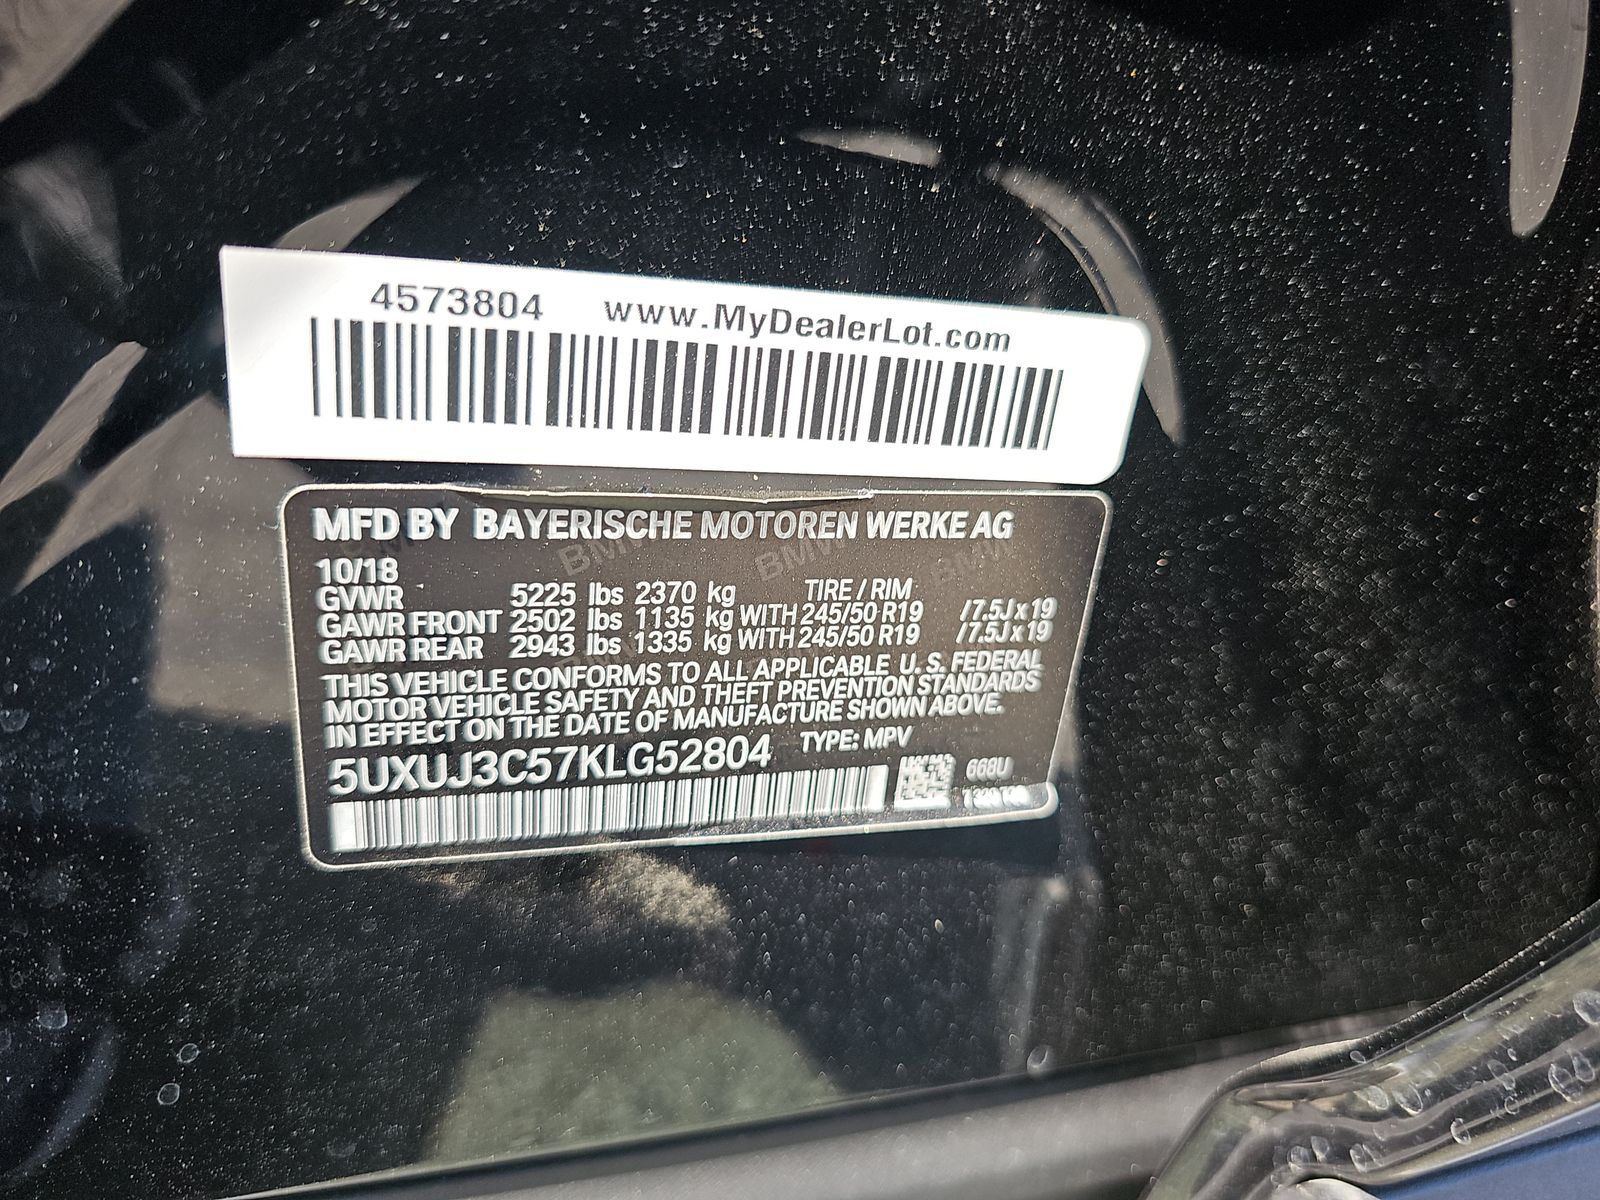 4573804 www.MyDealerLot.com
MFD BY BAYERISCHE MOTOREN WERKE AG
10/18
GVWR 5225 lbs 2370 kg TIRE / RIM
GAWR FRONT 2502 lbs 1135 kg WITH 245/50 R19 /7.5J x 19
GAWR REAR 2943 lbs 1335 kg WITH 245/50 R19 /7.5J x 19
THIS VEHICLE CONFORMS TO ALL APPLICABLE U. S. FEDERAL
MOTOR VEHICLE SAFETY AND THEFT PREVENTION STANDARDS
IN EFFECT ON THE DATE OF MANUFACTURE SHOWN ABOVE.
5UXUJ3C57KLG52804 TYPE: MPV
668U